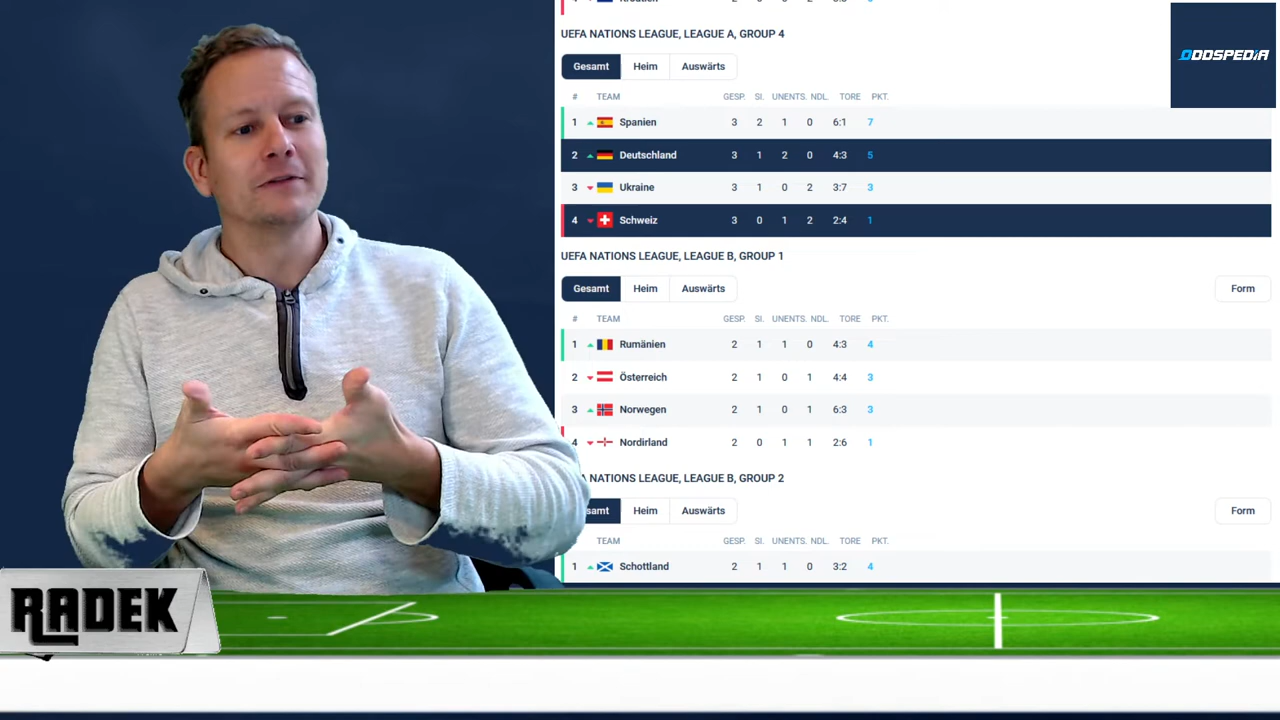 UEFA NATIONS LEAGUE, LEAGUE A, GROUP 4
Gesamt Heim Auswärts
# TEAM GESP. SI. UNENTS. NDL. TORE PKT.
1 Spanien 3 2 1 0 6:1 7
2 Deutschland 3 1 2 0 4:3 5
3 Ukraine 3 1 0 2 3:7 3
4 Schweiz 3 0 1 2 2:4 1
UEFA NATIONS LEAGUE, LEAGUE B, GROUP 1
Gesamt Heim Auswärts Form
# TEAM GESP. SI. UNENTS. NDL. TORE PKT.
1 Rumänien 2 1 1 0 4:3 4
2 Österreich 2 1 0 1 4:4 3
3 Norwegen 2 1 0 1 6:3 3
4 Nordirland 2 0 1 1 2:6 1
NATIONS LEAGUE, LEAGUE B, GROUP 2
samt Heim Auswärts Form
TEAM GESP. SI. UNENTS. NDL. TORE PKT.
1 Schottland 2 1 1 0 3:2 4
ODDSPEDIA
RADEK